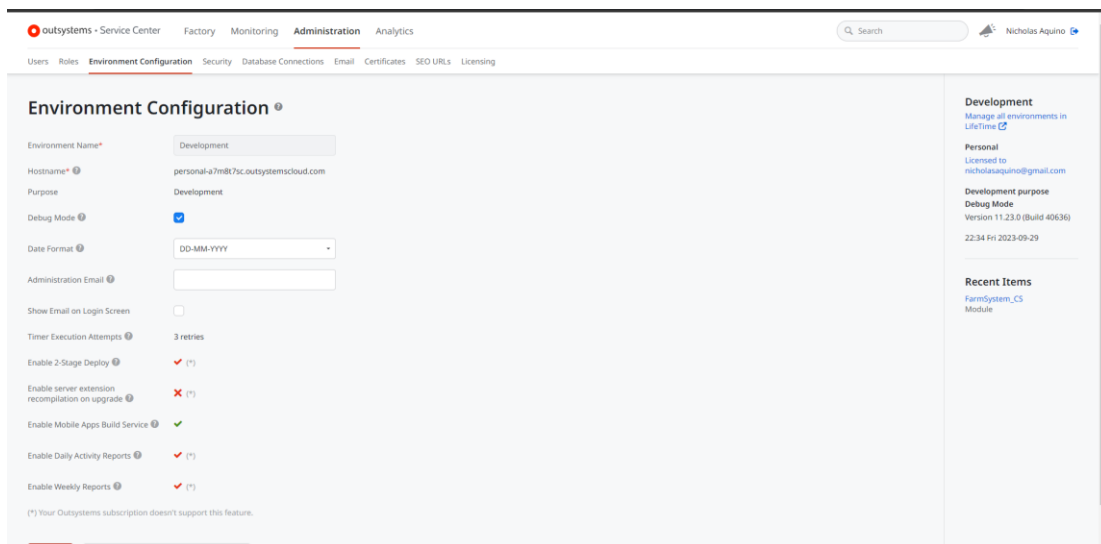 outsystems - Service Center Factory Monitoring Administration Analytics Search Nicholas Aquino
Users Roles Environment Configuration Security Database Connections Email Certificates SEO URLs Licensing
Environment Configuration
Environment Name* Development
Hostname* personal-a7m8t7sc.outsystemscloud.com
Purpose Development
Debug Mode
Date Format DD-MM-YYYY
Administration Email
Show Email on Login Screen
Timer Execution Attempts 3 retries
Enable 2-Stage Deploy (*)
Enable server extension
recompilation on upgrade (*)
Enable Mobile Apps Build Service
Enable Daily Activity Reports (*)
Enable Weekly Reports (*)
(*) Your Outsystems subscription doesn't support this feature.
Development
Manage all environments in
LifeTime
Personal
Licensed to
nicholasaquino@gmail.com
Development purpose
Debug Mode
Version 11.23.0 (Build 40636)
22:34 Fri 2023-09-29
Recent Items
FarmSystem_CS
Module